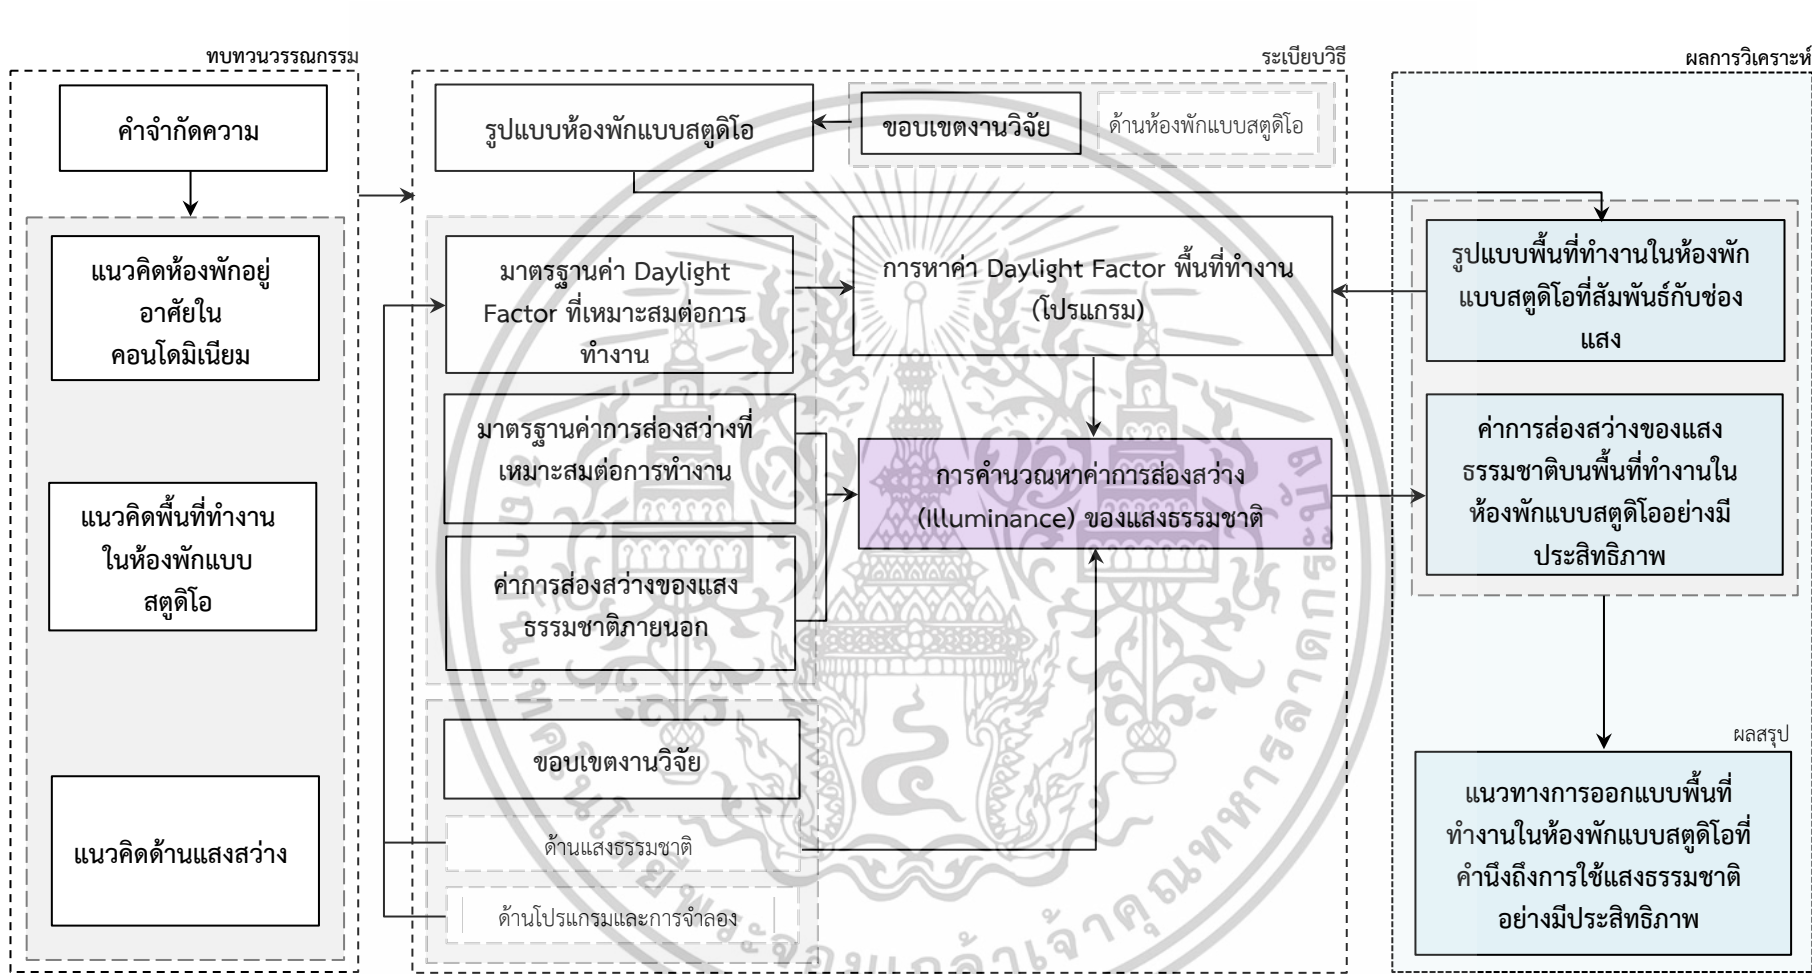 ทบทวนวรรณกรรม
คำจำกัดความ
แนวคิดห้องพักอยู่
อาศัยใน
คอนโดมิเนียม
แนวคิดพื้นที่ทำงาน
ในห้องพักแบบ
สตูดิโอ
แนวคิดด้านแสงสว่าง
ระเบียบวิธี
รูปแบบห้องพักแบบสตูดิโอ
ขอบเขตงานวิจัย
ด้านห้องพักแบบสตูดิโอ
มาตรฐานค่า Daylight
Factor ที่เหมาะสมต่อการ
ทำงาน
การหาค่า Daylight Factor พื้นที่ทำงาน
(โปรแกรม)
มาตรฐานค่าการส่องสว่างที่
เหมาะสมต่อการทำงาน
การคำนวณหาค่าการส่องสว่าง
(Illuminance) ของแสงธรรมชาติ
ค่าการส่องสว่างของแสง
ธรรมชาติภายนอก
ขอบเขตงานวิจัย
ด้านแสงธรรมชาติ
ด้านโปรแกรมและการจำลอง
ผลการวิเคราะห์
รูปแบบพื้นที่ทำงานในห้องพัก
แบบสตูดิโอที่สัมพันธ์กับช่อง
แสง
ค่าการส่องสว่างของแสง
ธรรมชาติบนพื้นที่ทำงานใน
ห้องพักแบบสตูดิโออย่างมี
ประสิทธิภาพ
ผลสรุป
แนวทางการออกแบบพื้นที่
ทำงานในห้องพักแบบสตูดิโอที่
คำนึงถึงการใช้แสงธรรมชาติ
อย่างมีประสิทธิภาพ